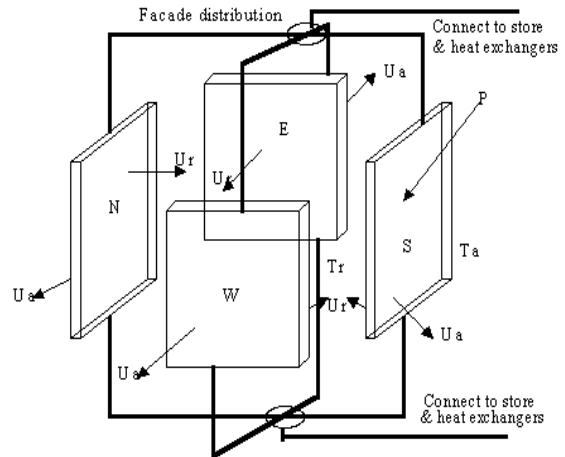 Facade distribution
Connect to store
& heat exchangers
Ua
P
E
Ur
Ur
N
S
Tr
Ta
Ua
W
Ur
Ua
Ua
Connect to store
& heat exchangers